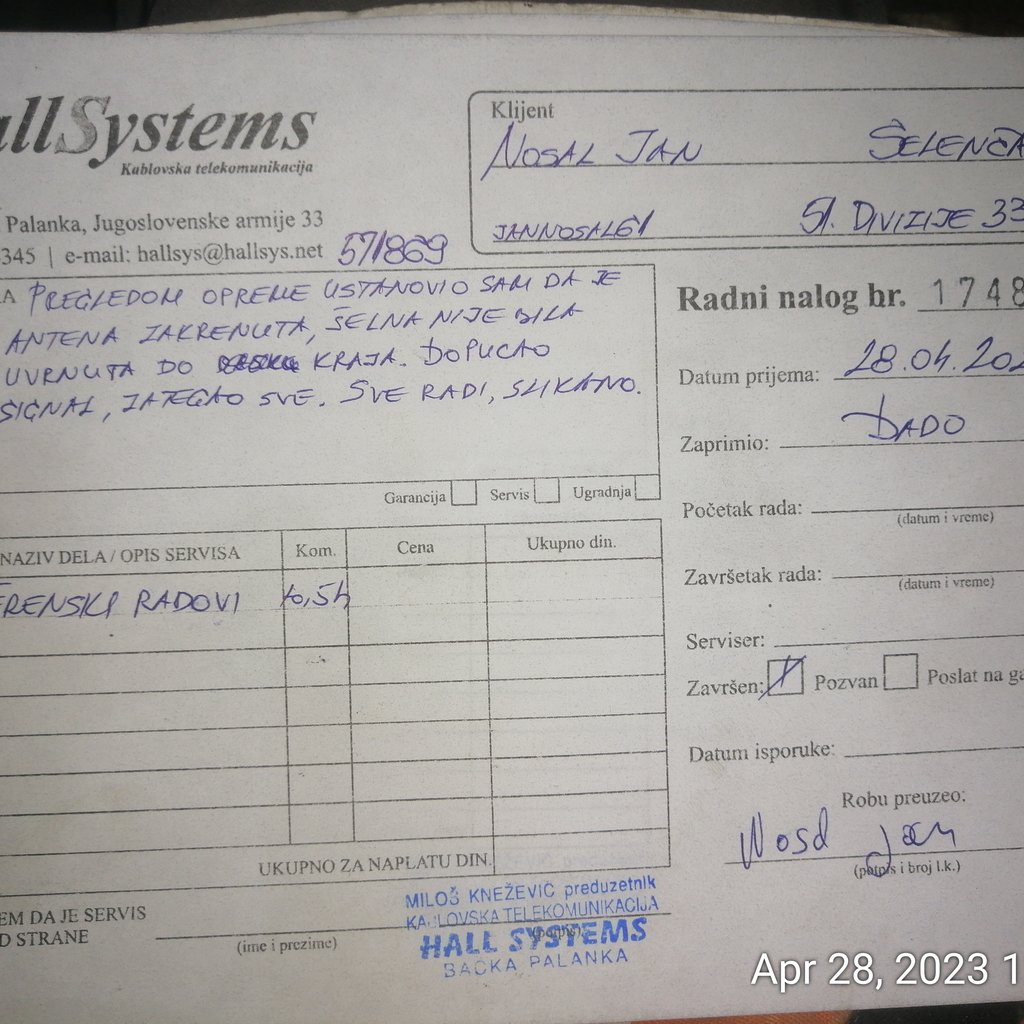 allSystems
Kablovska telekomunikacija
Palanka, Jugoslovenske armije 33
345 | e-mail: hallsys@hallsys.net
57/869
Klijent
NOSAL JAN ŠELENČA
JANNOSAL61 51. DIVIZIJE 33
A PREGLEDOM OPREME USTANOVIO SAM DA JE
ANTENA ZAKRENUTA, ŠELNA NIJE BILA
UVRNUTA DO KRAJA. DOPUCAO
SIGNAL, ZATEGAO SVE. SVE RADI, SLIKANO.
Garancija Servis Ugradnja
Radni nalog br. 1748
Datum prijema: 28.04.202
Zaprimio: DADO
Početak rada:
(datum i vreme)
Završetak rada:
(datum i vreme)
Serviser:
Završen: Pozvan Poslat na ga
Datum isporuke:
Robu preuzeo:
Nosal Jan
(potpis i broj l.k.)
NAZIV DELA / OPIS SERVISA Kom. Cena Ukupno din.
ERENSKI RADOVI 0,5h
UKUPNO ZA NAPLATU DIN.
EM DA JE SERVIS
D STRANE
(ime i prezime)
(potpis)
MILOŠ KNEŽEVIĆ preduzetnik
KABLOVSKA TELEKOMUNIKACIJA
HALL SYSTEMS
BAČKA PALANKA
Apr 28, 2023 1